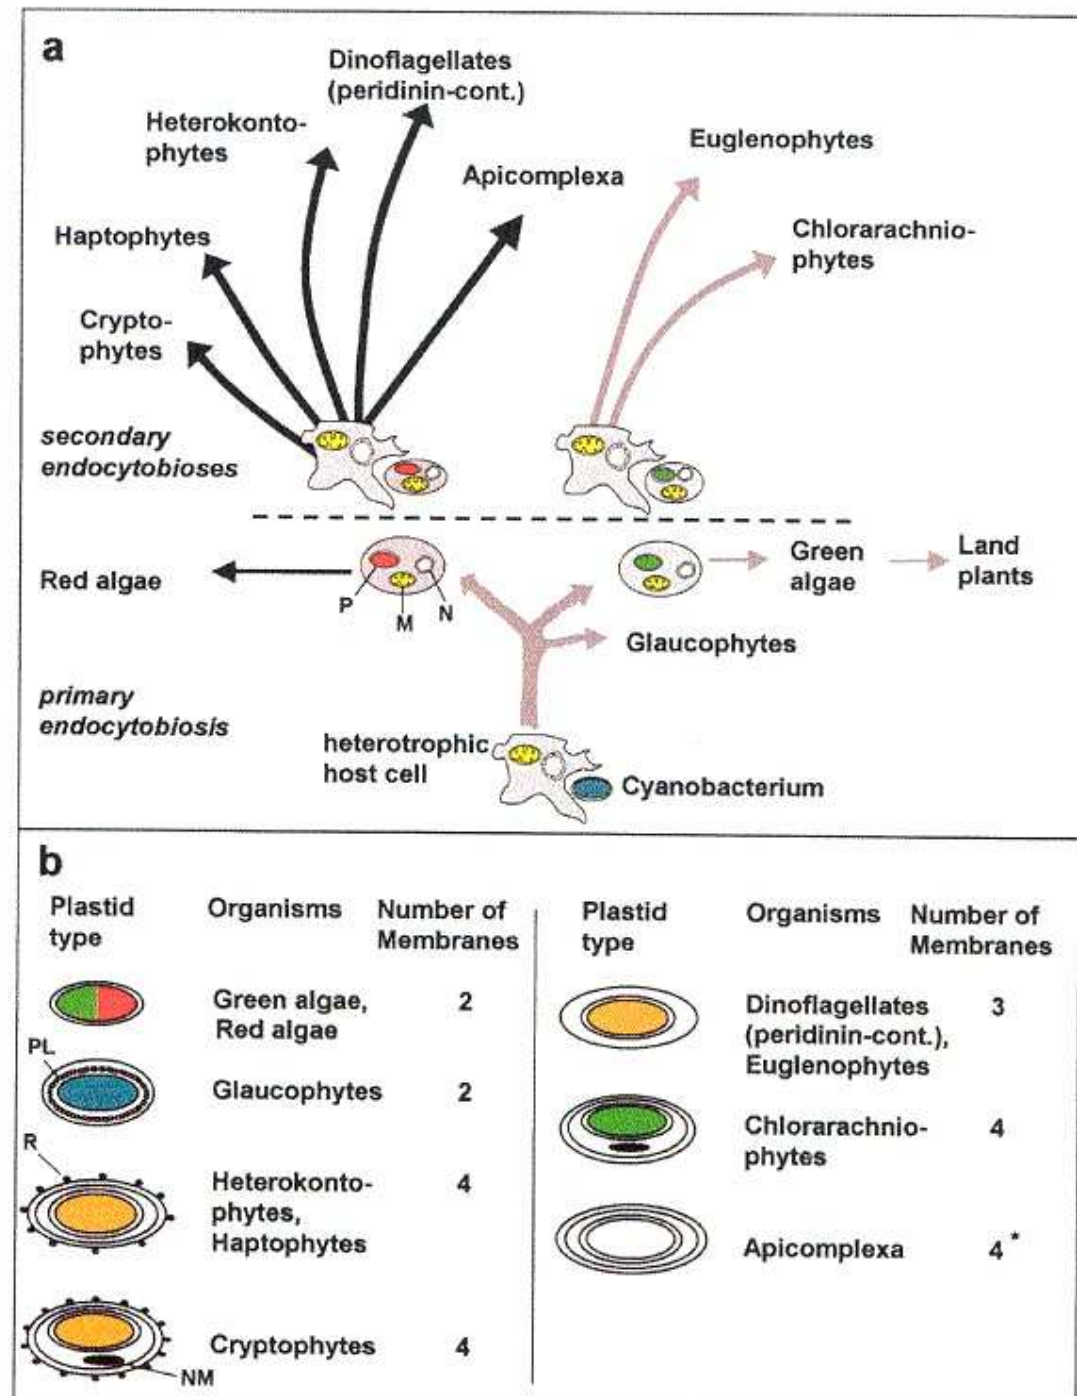 a
Dinoflagellates
(peridinin-cont.)
Heterokonto-
phytes
Apicomplexa
Euglenophytes
Haptophytes
Chlorarachnio-
phytes
Crypto-
phytes
secondary
endocytobioses
Red algae
P
M
N
Green
algae
Land
plants
Glaucophytes
primary
endocytobiosis
heterotrophic
host cell
Cyanobacterium
b
Plastid
type
Organisms
Number of
Membranes
Green algae,
Red algae
2
PL
Glaucophytes
2
R
Heterokonto-
phytes,
Haptophytes
4
Cryptophytes
4
NM
Plastid
type
Organisms
Number of
Membranes
Dinoflagellates
(peridinin-cont.),
Euglenophytes
3
Chlorarachnio-
phytes
4
Apicomplexa
4*